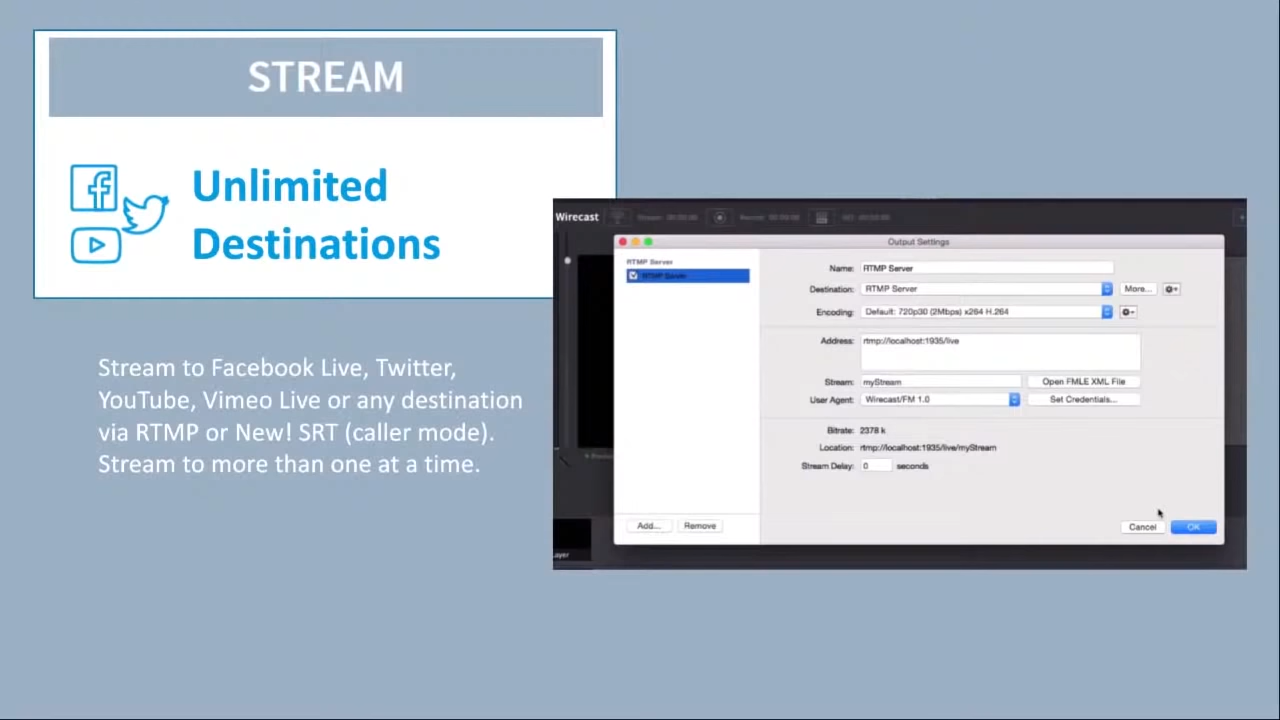 STREAM
Unlimited
Destinations
Stream to Facebook Live, Twitter,
YouTube, Vimeo Live or any destination
via RTMP or New! SRT (caller mode).
Stream to more than one at a time.
Wirecast
Output Settings
RTMP Server
RTMP Server
Name: RTMP Server
Destination: RTMP Server More...
Encoding: Default: 720p30 (2Mbps) x264 H.264
Address: rtmp://localhost:1935/live
Stream: myStream Open FMLE XML File
User Agent: Wirecast/FM 1.0 Set Credentials...
Bitrate: 2378 k
Location: rtmp://localhost:1935/live/myStream
Stream Delay: 0 seconds
Add... Remove
Cancel OK